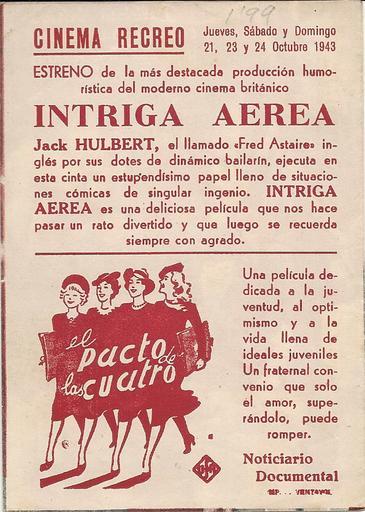 1'99
CINEMA RECREO
Jueves, Sábado y Domingo
21, 23 y 24 Octubre 1943
ESTRENO de la más destacada producción humo-
rística del moderno cinema británico
INTRIGA AEREA
Jack HULBERT, el llamado «Fred Astaire» in-
glés por sus dotes de dinámico bailarín, ejecuta en
esta cinta un estupendísimo papel lleno de situacio-
nes cómicas de singular ingenio. INTRIGA
AEREA es una deliciosa película que nos hace
pasar un rato divertido y que luego se recuerda
siempre con agrado.
el
pacto de
las cuatro
UFA
Una película de-
dicada a la ju-
ventud, al opti-
mismo y a la
vida llena de
ideales juveniles
Un fraternal con-
venio que solo
el amor, supe-
rándolo, puede
romper.
Noticiario
Documental